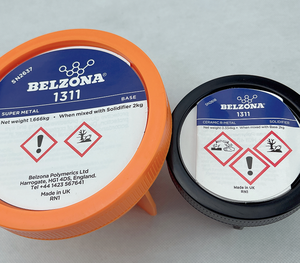 SN2637
BELZONA®
1311
SUPER METAL
BASE
Net weight 1.666kg • When mixed with Solidifier 2kg
Belzona Polymerics Ltd
Harrogate, HG1 4DS, England.
Tel +44 1423 567641
Made in UK
RN1
BELZONA®
1311
CERAMIC R-METAL
SOLIDIFIER
Made in UK
RN1